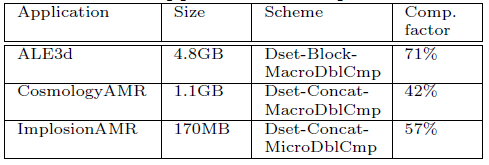 Application Size Scheme Comp. factor
ALE3d 4.8GB Dset-Block-MacroDblCmp 71%
CosmologyAMR 1.1GB Dset-Concat-MacroDblCmp 42%
ImplosionAMR 170MB Dset-Concat-MicroDblCmp 57%